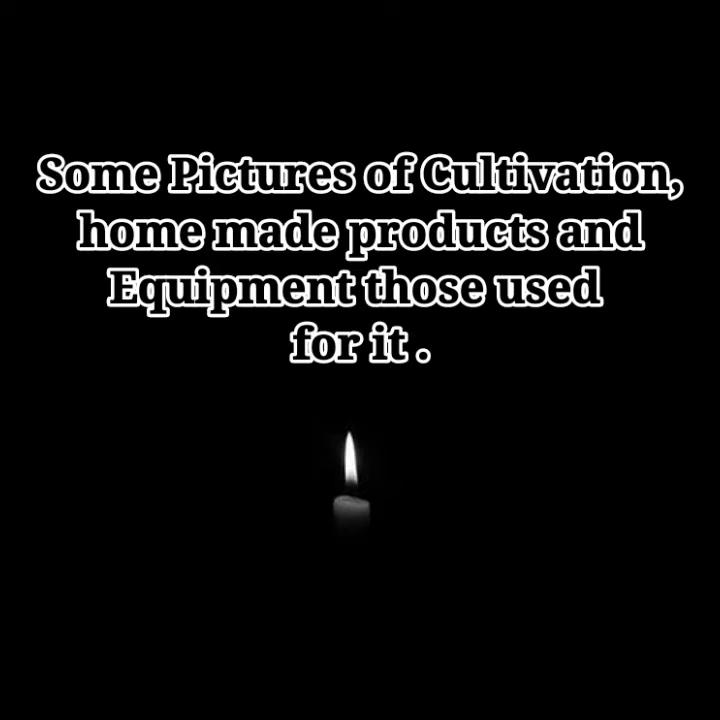 Some Pictures of Cultivation,
home made products and
Equipment those used
for it .